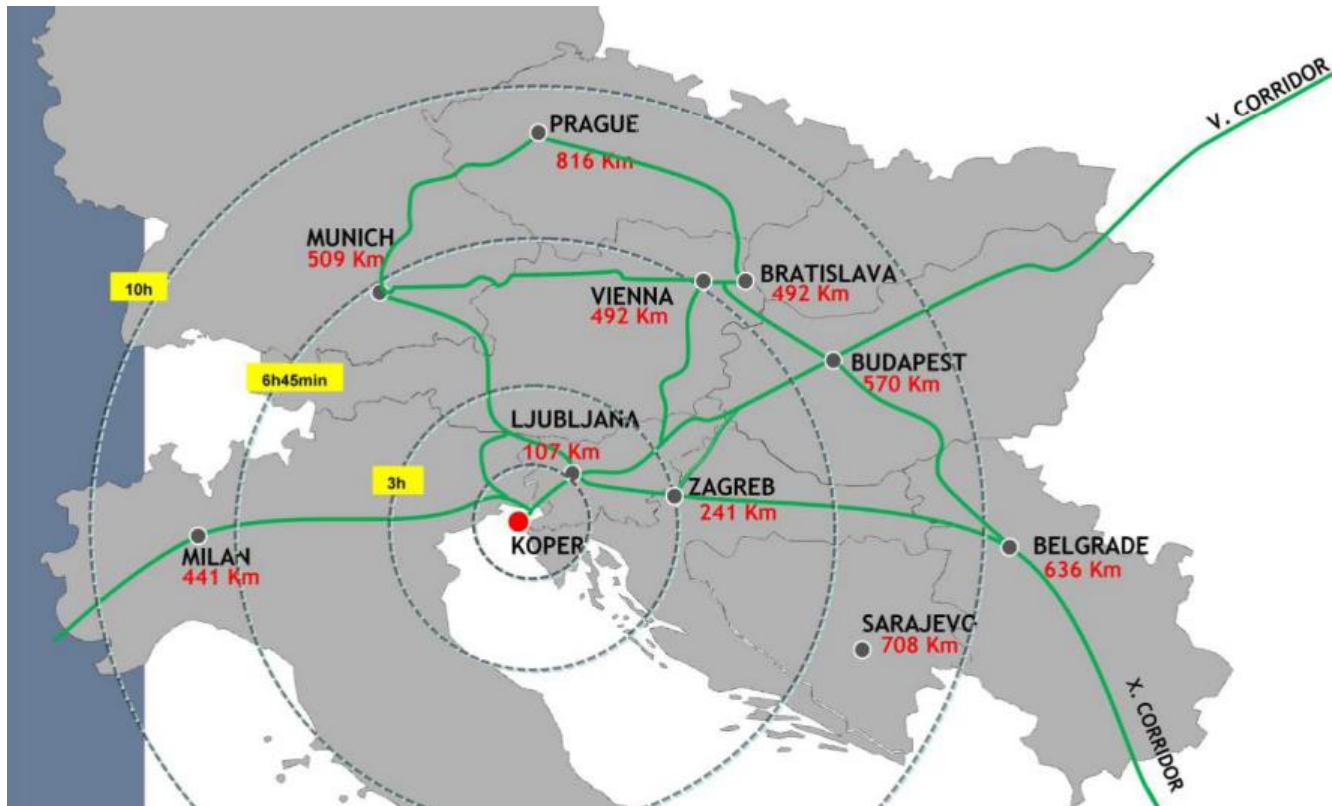 V. CORRIDOR
PRAGUE
816 Km
MUNICH
509 Km
10h
BRATISLAVA
492 Km
VIENNA
492 Km
BUDAPEST
570 Km
6h45min
LJUBLJANA
107 Km
3h
ZAGREB
241 Km
KOPER
MILAN
441 Km
BELGRADE
636 Km
SARAJEVO
708 Km
X. CORRIDOR